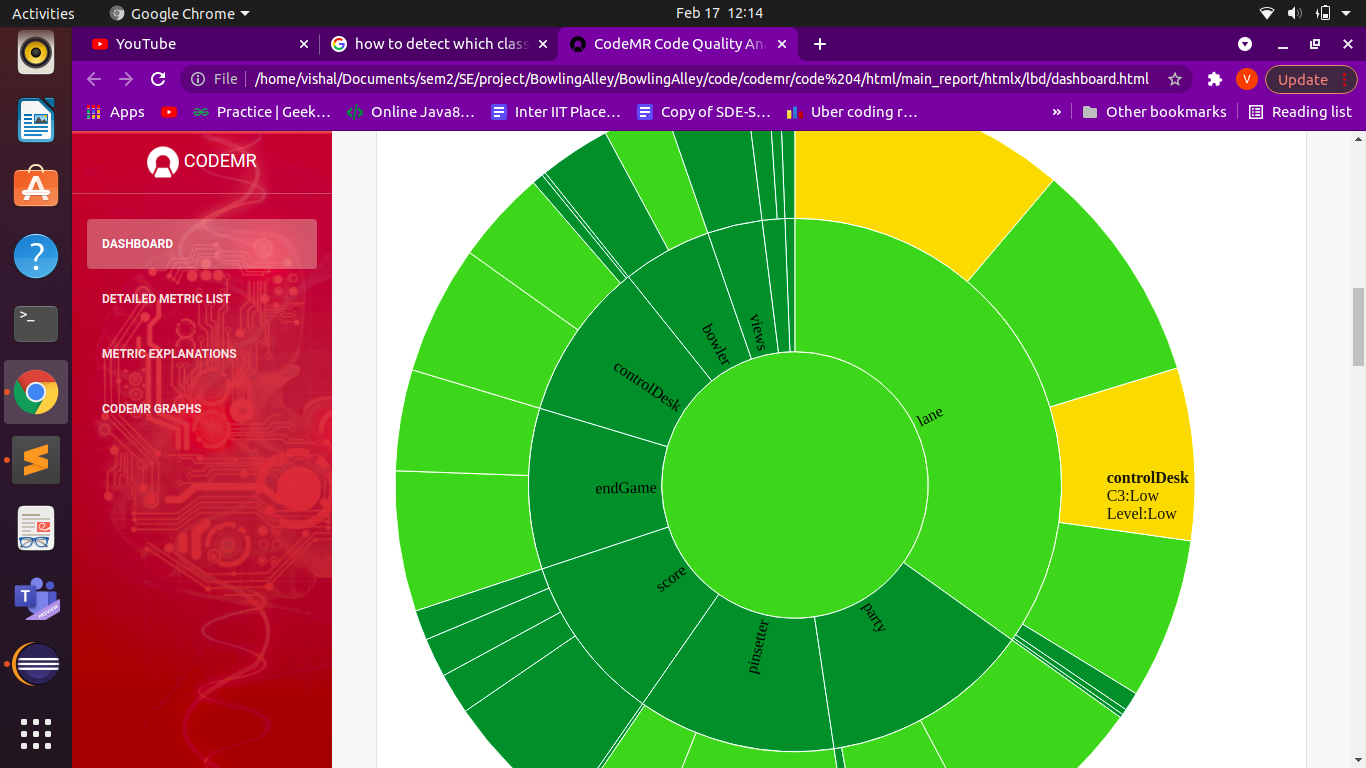 Activities
Google Chrome
Feb 17 12:14
YouTube
how to detect which clas
CodeMR Code Quality An
File
/home/vishal/Documents/sem2/SE/project/BowlingAlley/BowlingAlley/code/codemr/code%204/html/main_report/htmlx/lbd/dashboard.html
V
Update
Apps
Practice | Geek…
Online Java8…
Inter IIT Place…
Copy of SDE-S…
Uber coding r…
»
Other bookmarks
Reading list
CODEMR
DASHBOARD
DETAILED METRIC LIST
METRIC EXPLANATIONS
CODEMR GRAPHS
views
bowler
controlDesk
lane
endGame
controlDesk
C3:Low
Level:Low
score
party
pinsetter